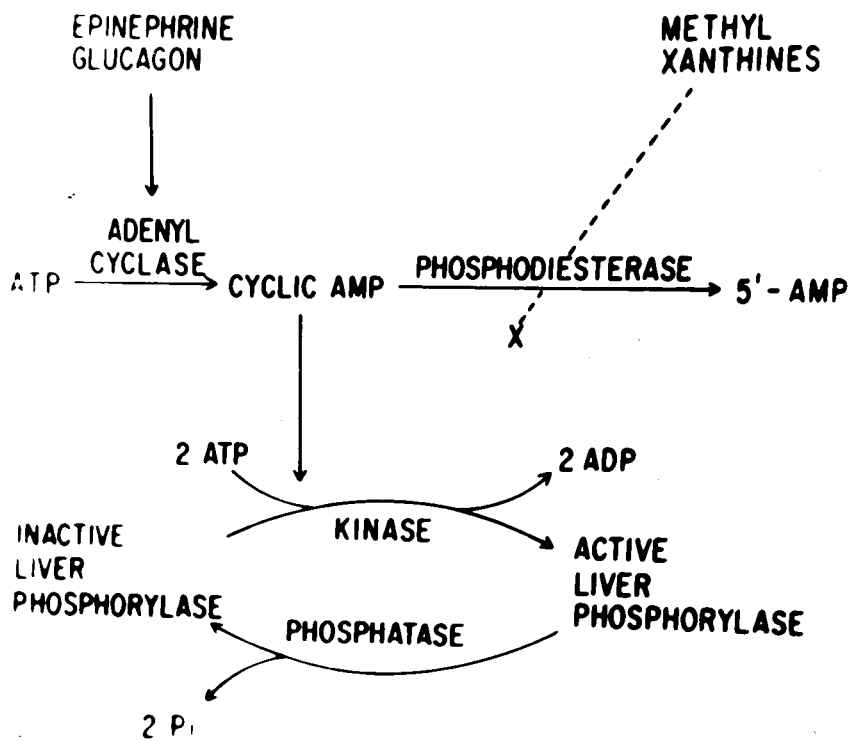 EPINEPHRINE
GLUCAGON
METHYL
XANTHINES
ADENYL
CYCLASE
ATP
CYCLIC AMP
PHOSPHODIESTERASE
5'-AMP
X
2 ATP
2 ADP
KINASE
INACTIVE
LIVER
PHOSPHORYLASE
ACTIVE
LIVER
PHOSPHORYLASE
PHOSPHATASE
2 Pi